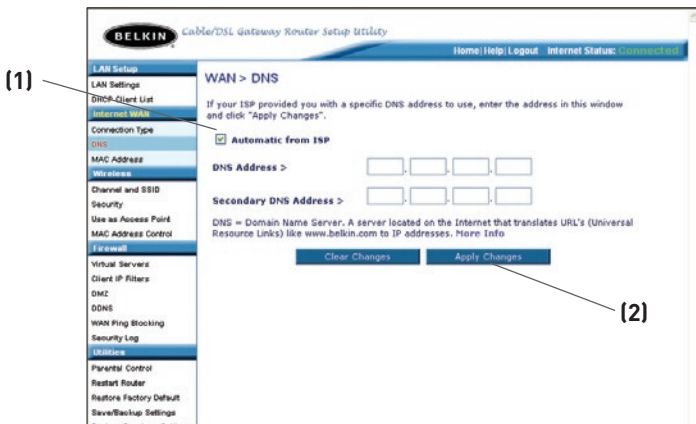 BELKIN
Cable/DSL Gateway Router Setup Utility
Home|Help|Logout Internet Status: Connected
LAN Setup
LAN Settings
DHCP Client List
Internet WAN
Connection Type
DNS
MAC Address
Wireless
Channel and SSID
Security
Use as Access Point
MAC Address Control
Firewall
Virtual Servers
Client IP Filters
DMZ
DDNS
WAN Ping Blocking
Security Log
Utilities
Parental Control
Restart Router
Restore Factory Default
Save/Backup Settings
(1)
WAN > DNS
If your ISP provided you with a specific DNS address to use, enter the address in this window
and click "Apply Changes".
Automatic from ISP
DNS Address >
Secondary DNS Address >
DNS = Domain Name Server. A server located on the Internet that translates URL's (Universal
Resource Links) like www.belkin.com to IP addresses. More Info
Clear Changes Apply Changes
(2)